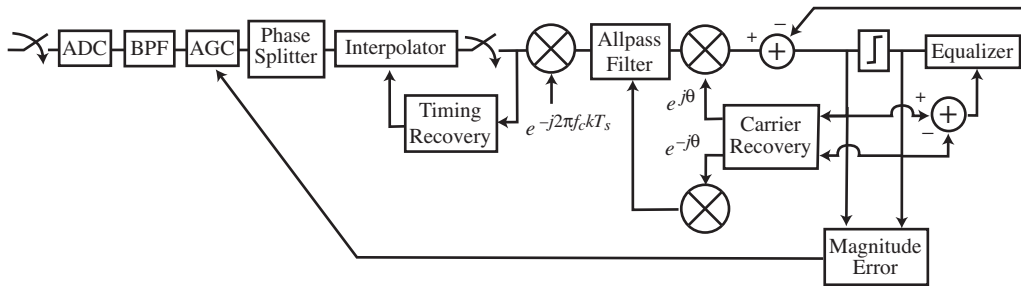 ADC
BPF
AGC
Phase
Splitter
Interpolator
Timing
Recovery
e^{-j2πf_ckT_s}
Allpass
Filter
e^{jθ}
e^{-jθ}
Carrier
Recovery
+
−
+
Equalizer
+
−
+
Magnitude
Error